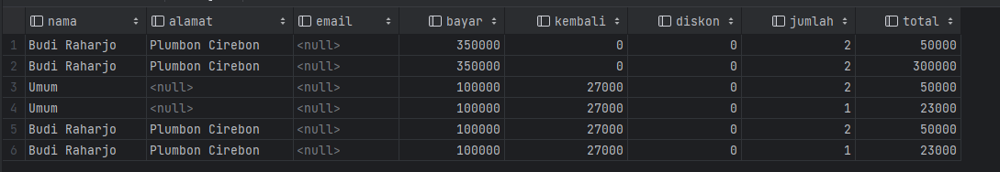 nama alamat email bayar kembali diskon jumlah total
1 Budi Raharjo Plumbon Cirebon <null> 350000 0 0 2 50000
2 Budi Raharjo Plumbon Cirebon <null> 350000 0 0 2 300000
3 Umum <null> <null> 100000 27000 0 2 50000
4 Umum <null> <null> 100000 27000 0 1 23000
5 Budi Raharjo Plumbon Cirebon <null> 100000 27000 0 2 50000
6 Budi Raharjo Plumbon Cirebon <null> 100000 27000 0 1 23000